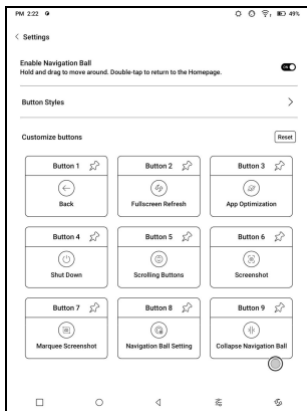 PM 2:22
49%
Settings
Enable Navigation Ball
Hold and drag to move around. Double-tap to return to the Homepage.
ON
Button Styles
Customize buttons
Reset
Button 1
Button 2
Button 3
Back
Fullscreen Refresh
App Optimization
Button 4
Button 5
Button 6
Shut Down
Scrolling Buttons
Screenshot
Button 7
Button 8
Button 9
Marquee Screenshot
Navigation Ball Setting
Collapse Navigation Ball